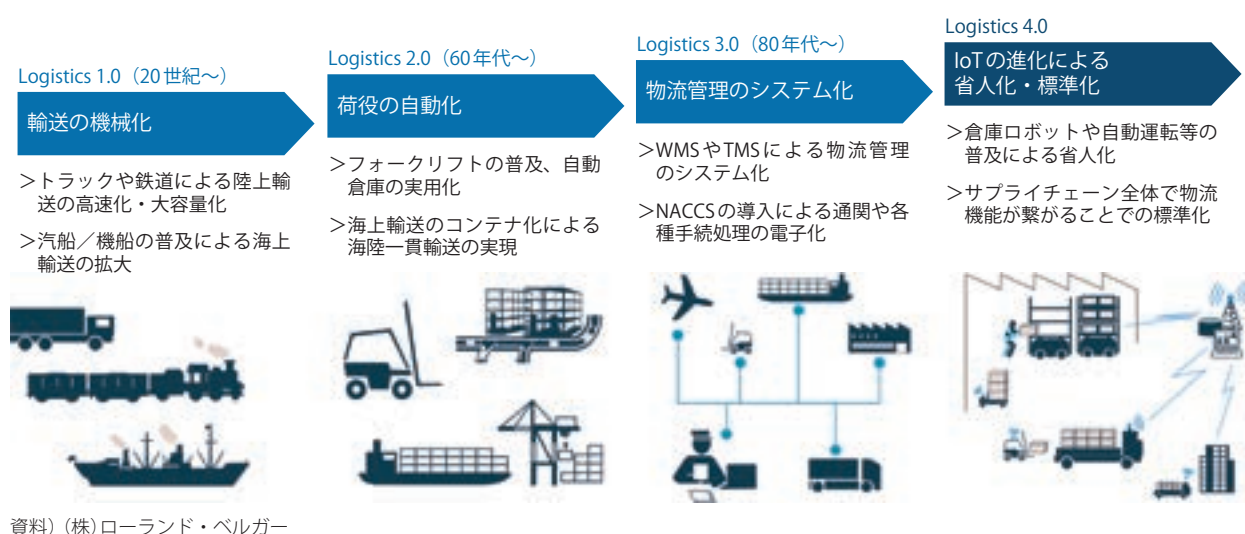 Logistics 1.0（20世紀～）
輸送の機械化
＞トラックや鉄道による陸上輸
送の高速化・大容量化
＞汽船／機船の普及による海上
輸送の拡大
Logistics 2.0（60年代～）
荷役の自動化
＞フォークリフトの普及、自動
倉庫の実用化
＞海上輸送のコンテナ化による
海陸一貫輸送の実現
Logistics 3.0（80年代～）
物流管理のシステム化
＞WMSやTMSによる物流管理
のシステム化
＞NACCSの導入による通関や各
種手続処理の電子化
Logistics 4.0
IoTの進化による
省人化・標準化
＞倉庫ロボットや自動運転等の
普及による省人化
＞サプライチェーン全体で物流
機能が繋がることでの標準化
資料）（株）ローランド・ベルガー